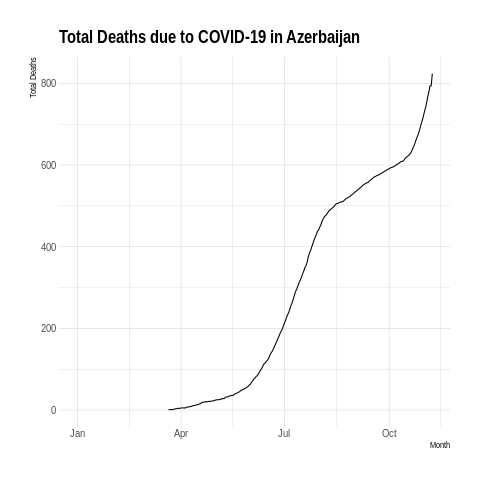 Total Deaths due to COVID-19 in Azerbaijan
Total Deaths
800
600
400
200
0
Jan Apr Jul Oct
Month